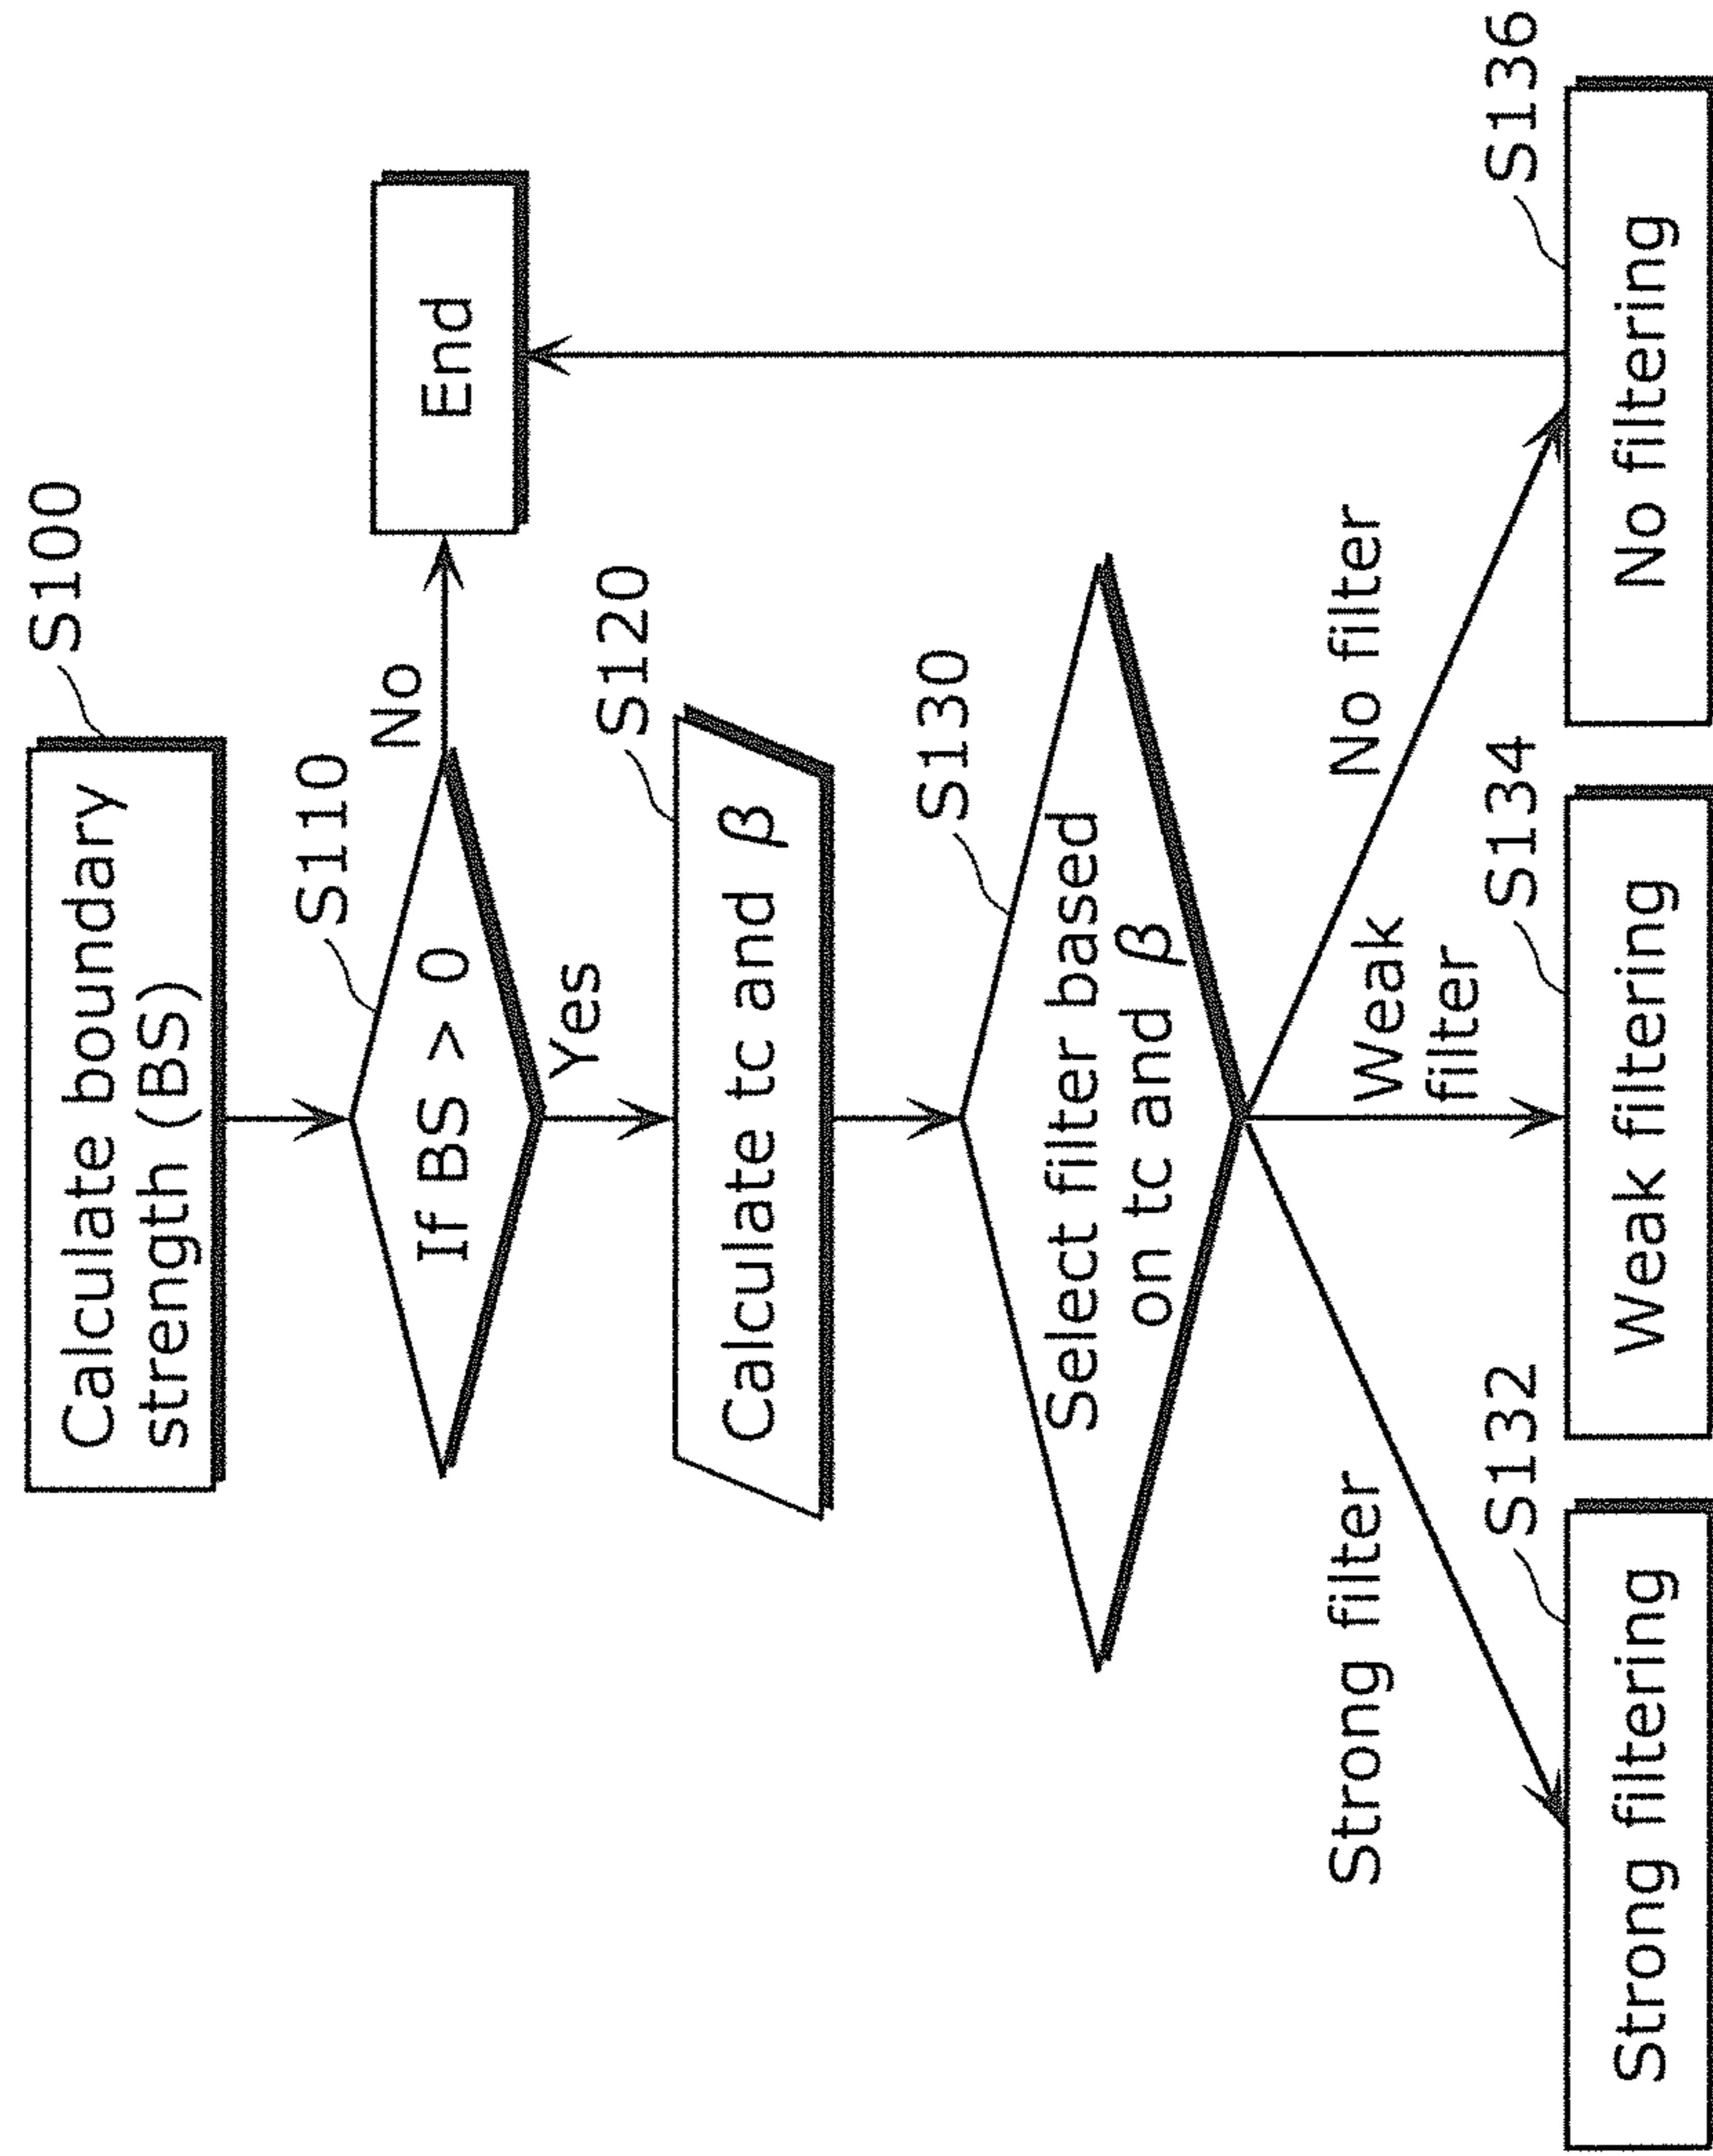 Calculate boundary
strength (BS)
S100
If BS > 0
S110
No
End
Yes
Calculate tc and β
S120
Select filter based
on tc and β
S130
Strong filter
Weak
filter
No filter
Strong filtering
S132
Weak filtering
S134
No filtering
S136